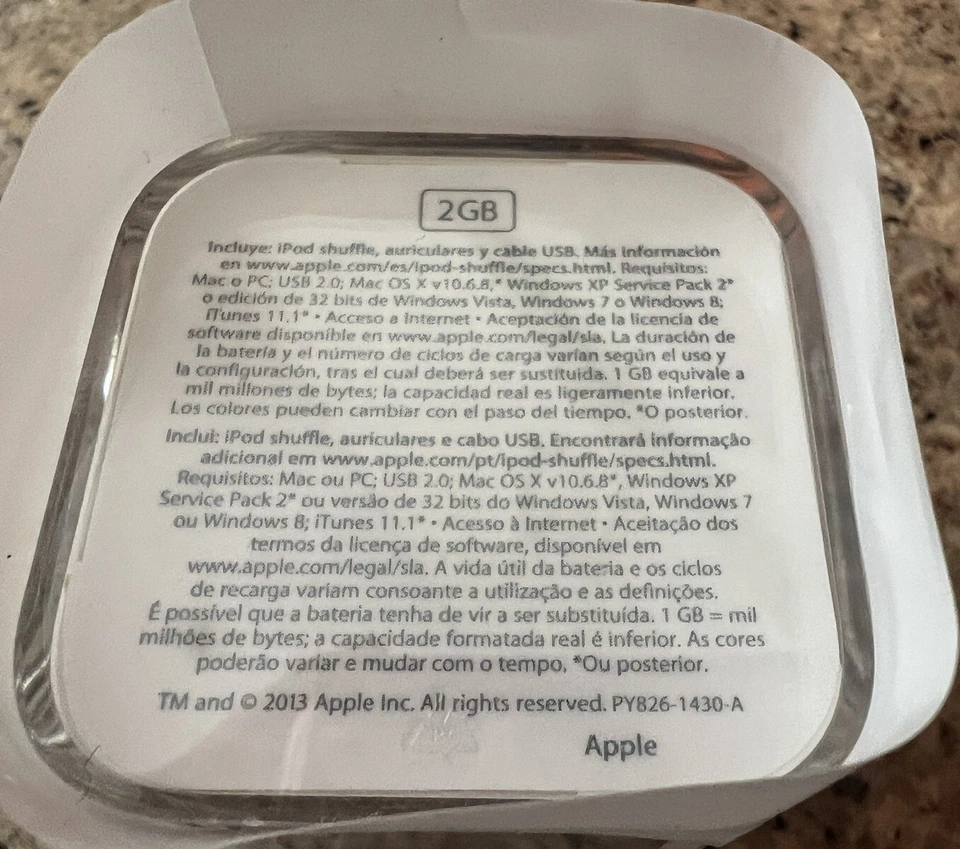 2GB
Incluye: iPod shuffle, auriculares y cable USB. Más información
en www.apple.com/es/ipod-shuffle/specs.html. Requisitos:
Mac o PC; USB 2.0; Mac OS X v10.6.8,* Windows XP Service Pack 2*
o edición de 32 bits de Windows Vista, Windows 7 o Windows 8;
iTunes 11.1* • Acceso a Internet • Aceptación de la licencia de
software disponible en www.apple.com/legal/sla. La duración de
la batería y el número de ciclos de carga varían según el uso y
la configuración, tras el cual deberá ser sustituida. 1 GB equivale a
mil millones de bytes; la capacidad real es ligeramente inferior.
Los colores pueden cambiar con el paso del tiempo. *O posterior.
Inclui: iPod shuffle, auriculares e cabo USB. Encontrará informação
adicional em www.apple.com/pt/ipod-shuffle/specs.html.
Requisitos: Mac ou PC; USB 2.0; Mac OS X v10.6.8*, Windows XP
Service Pack 2* ou versão de 32 bits do Windows Vista, Windows 7
ou Windows 8; iTunes 11.1* • Acesso à Internet • Aceitação dos
termos da licença de software, disponível em
www.apple.com/legal/sla. A vida útil da bateria e os ciclos
de recarga variam consoante a utilização e as definições.
É possível que a bateria tenha de vir a ser substituída. 1 GB = mil
milhões de bytes; a capacidade formatada real é inferior. As cores
poderão variar e mudar com o tempo. *Ou posterior.
TM and © 2013 Apple Inc. All rights reserved. PY826-1430-A
Apple